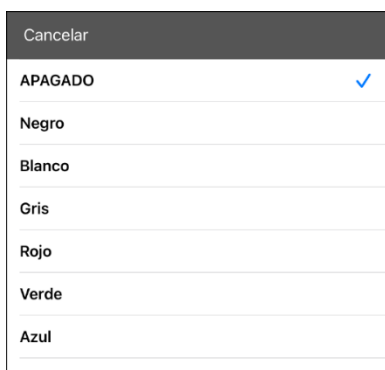 Cancelar
APAGADO
Negro
Blanco
Gris
Rojo
Verde
Azul